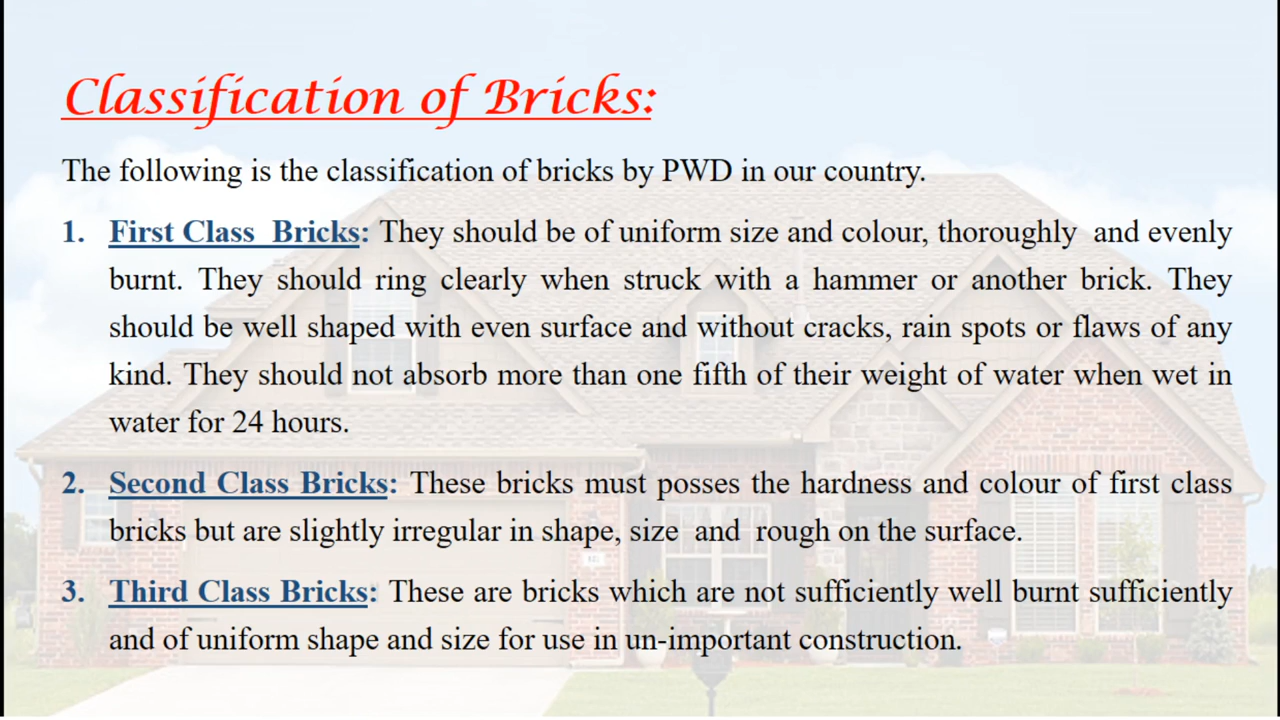 Classification of Bricks:
The following is the classification of bricks by PWD in our country.
1. First Class Bricks: They should be of uniform size and colour, thoroughly and evenly
burnt. They should ring clearly when struck with a hammer or another brick. They
should be well shaped with even surface and without cracks, rain spots or flaws of any
kind. They should not absorb more than one fifth of their weight of water when wet in
water for 24 hours.
2. Second Class Bricks: These bricks must posses the hardness and colour of first class
bricks but are slightly irregular in shape, size and rough on the surface.
3. Third Class Bricks: These are bricks which are not sufficiently well burnt sufficiently
and of uniform shape and size for use in un-important construction.